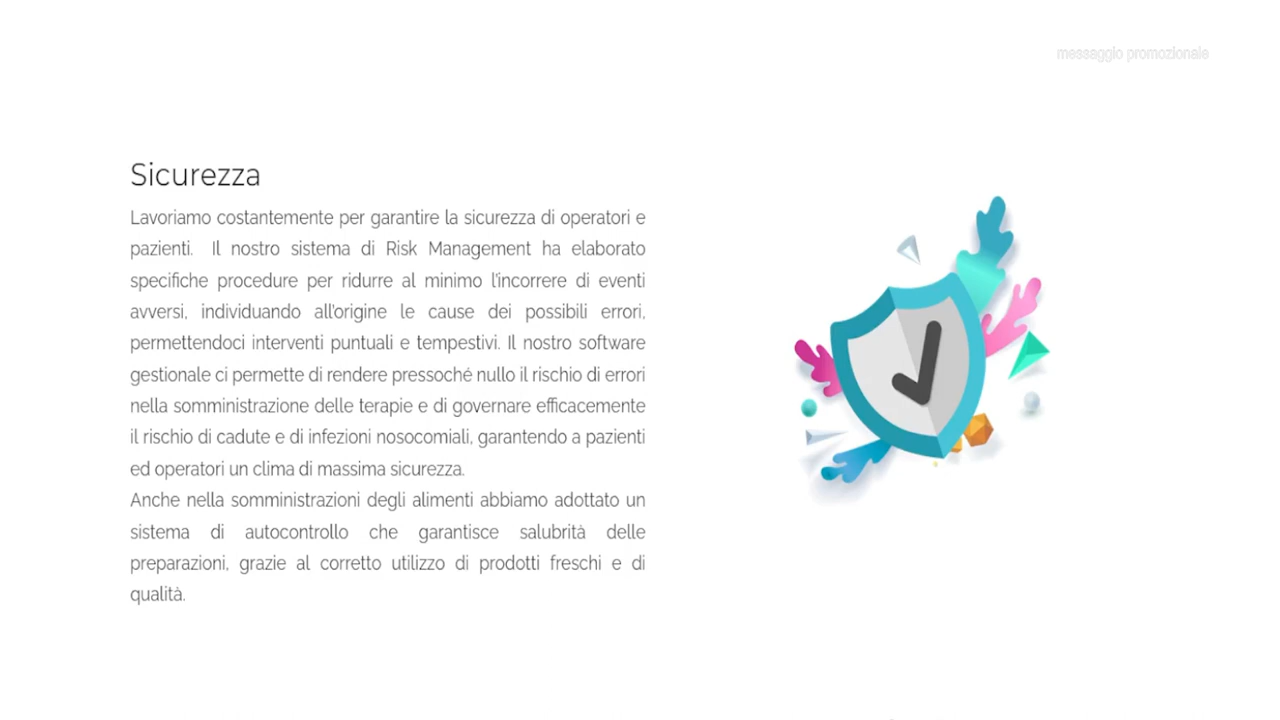 messaggio promozionale
Sicurezza
Lavoriamo costantemente per garantire la sicurezza di operatori e
pazienti. Il nostro sistema di Risk Management ha elaborato
specifiche procedure per ridurre al minimo l'incorrere di eventi
avversi, individuando all'origine le cause dei possibili errori,
permettendoci interventi puntuali e tempestivi. Il nostro software
gestionale ci permette di rendere pressoché nullo il rischio di errori
nella somministrazione delle terapie e di governare efficacemente
il rischio di cadute e di infezioni nosocomiali, garantendo a pazienti
ed operatori un clima di massima sicurezza.
Anche nella somministrazioni degli alimenti abbiamo adottato un
sistema di autocontrollo che garantisce salubrità delle
preparazioni, grazie al corretto utilizzo di prodotti freschi e di
qualità.